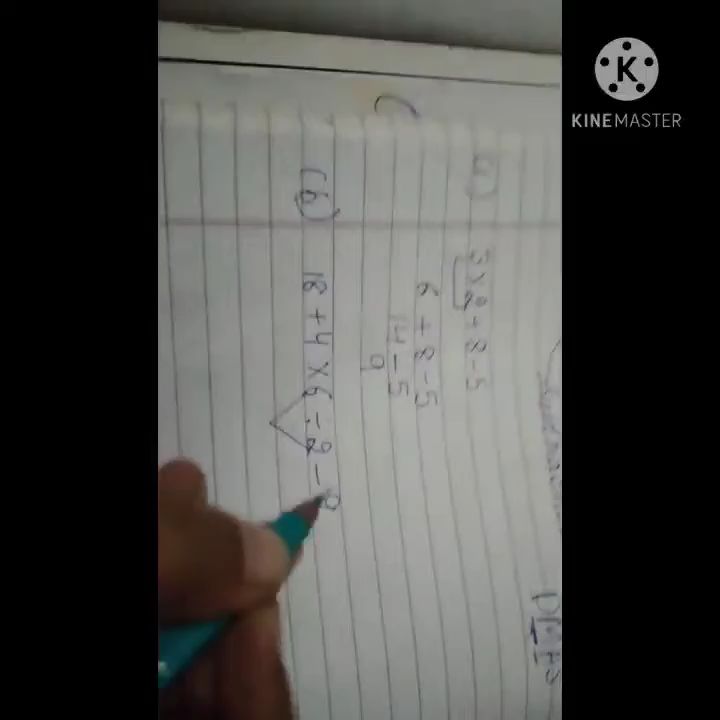 KINEMASTER
(a) 3 x 2 + 8 - 5
6 + 8 - 5
14 - 5
9
(b) 18 + 4 x 6 ÷ 2 -